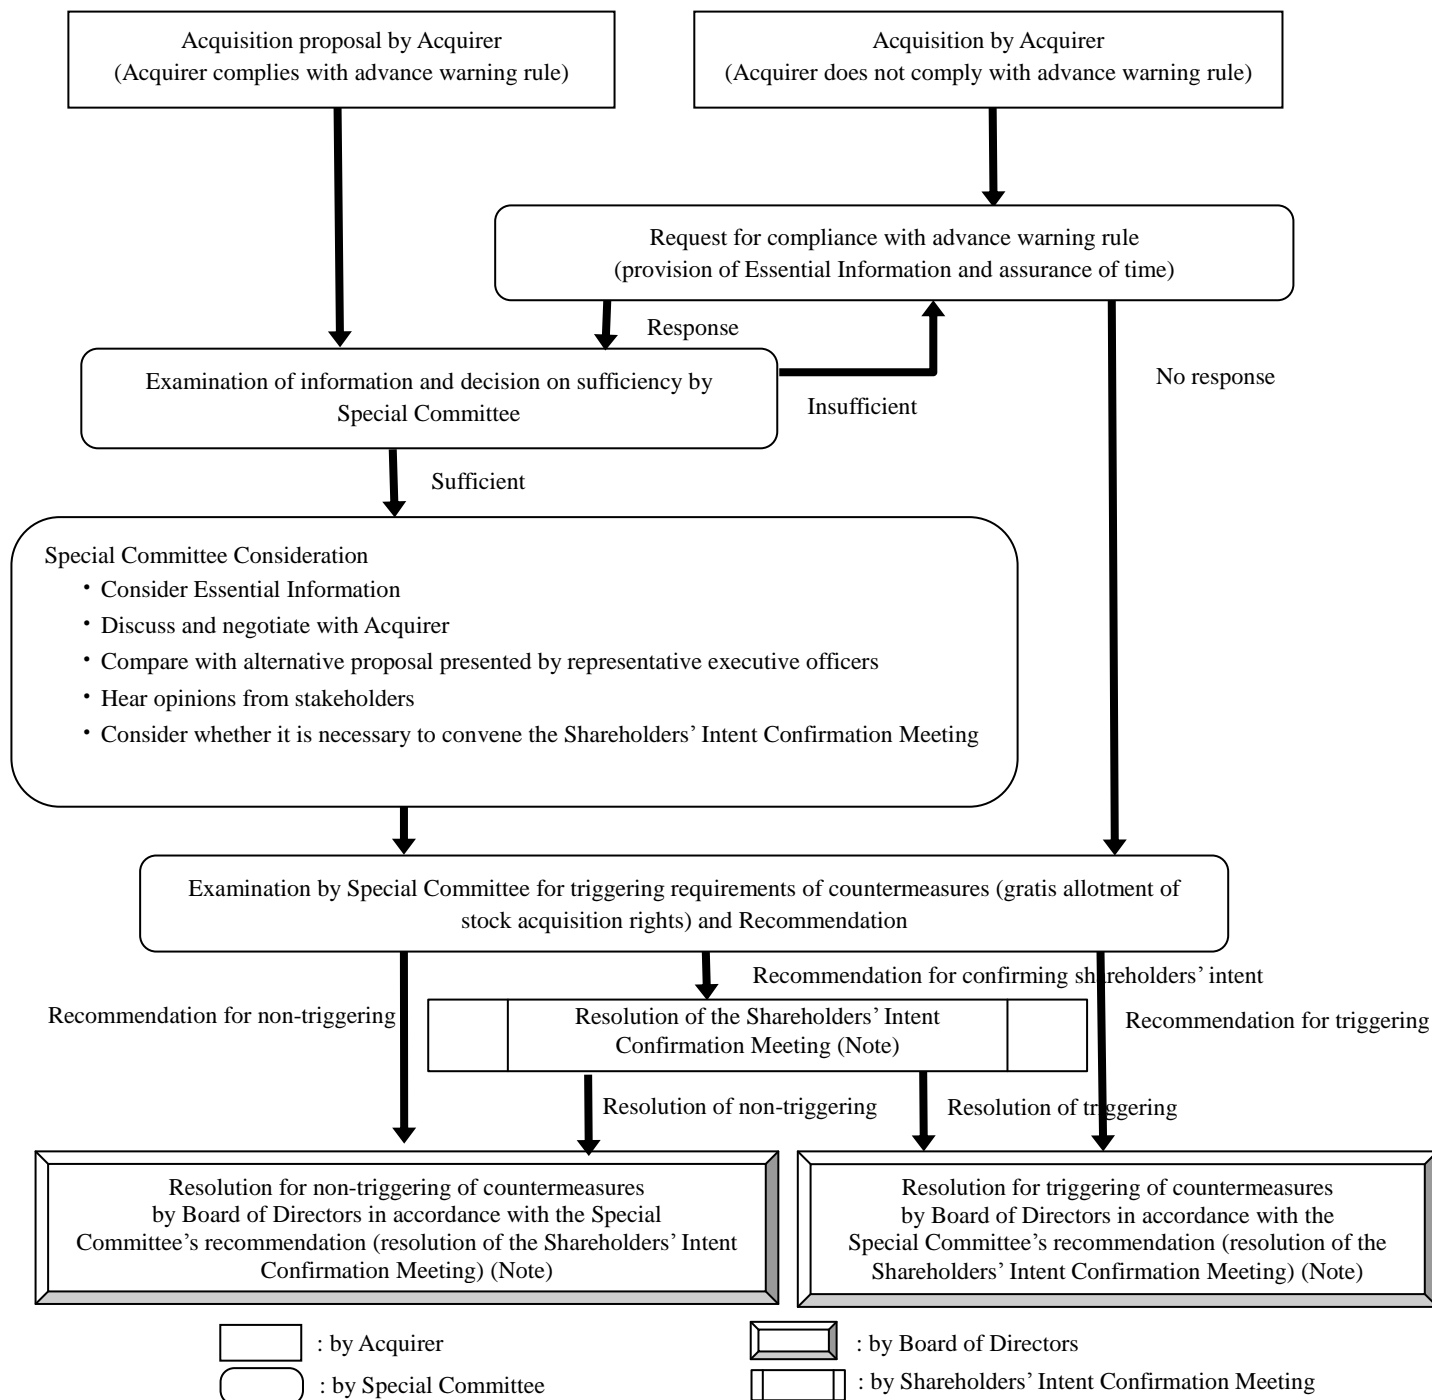 Acquisition proposal by Acquirer
(Acquirer complies with advance warning rule)
Acquisition by Acquirer
(Acquirer does not comply with advance warning rule)
Request for compliance with advance warning rule
(provision of Essential Information and assurance of time)
Response
No response
Examination of information and decision on sufficiency by
Special Committee
Insufficient
Sufficient
Special Committee Consideration
・Consider Essential Information
・Discuss and negotiate with Acquirer
・Compare with alternative proposal presented by representative executive officers
・Hear opinions from stakeholders
・Consider whether it is necessary to convene the Shareholders’ Intent Confirmation Meeting
Examination by Special Committee for triggering requirements of countermeasures (gratis allotment of
stock acquisition rights) and Recommendation
Recommendation for confirming shareholders’ intent
Recommendation for non-triggering
Resolution of the Shareholders’ Intent
Confirmation Meeting (Note)
Recommendation for triggering
Resolution of non-triggering
Resolution of triggering
Resolution for non-triggering of countermeasures
by Board of Directors in accordance with the Special
Committee’s recommendation (resolution of the Shareholders’ Intent
Confirmation Meeting) (Note)
Resolution for triggering of countermeasures
by Board of Directors in accordance with the
Special Committee’s recommendation (resolution of the
Shareholders’ Intent Confirmation Meeting) (Note)
: by Acquirer
: by Board of Directors
: by Special Committee
: by Shareholders’ Intent Confirmation Meeting